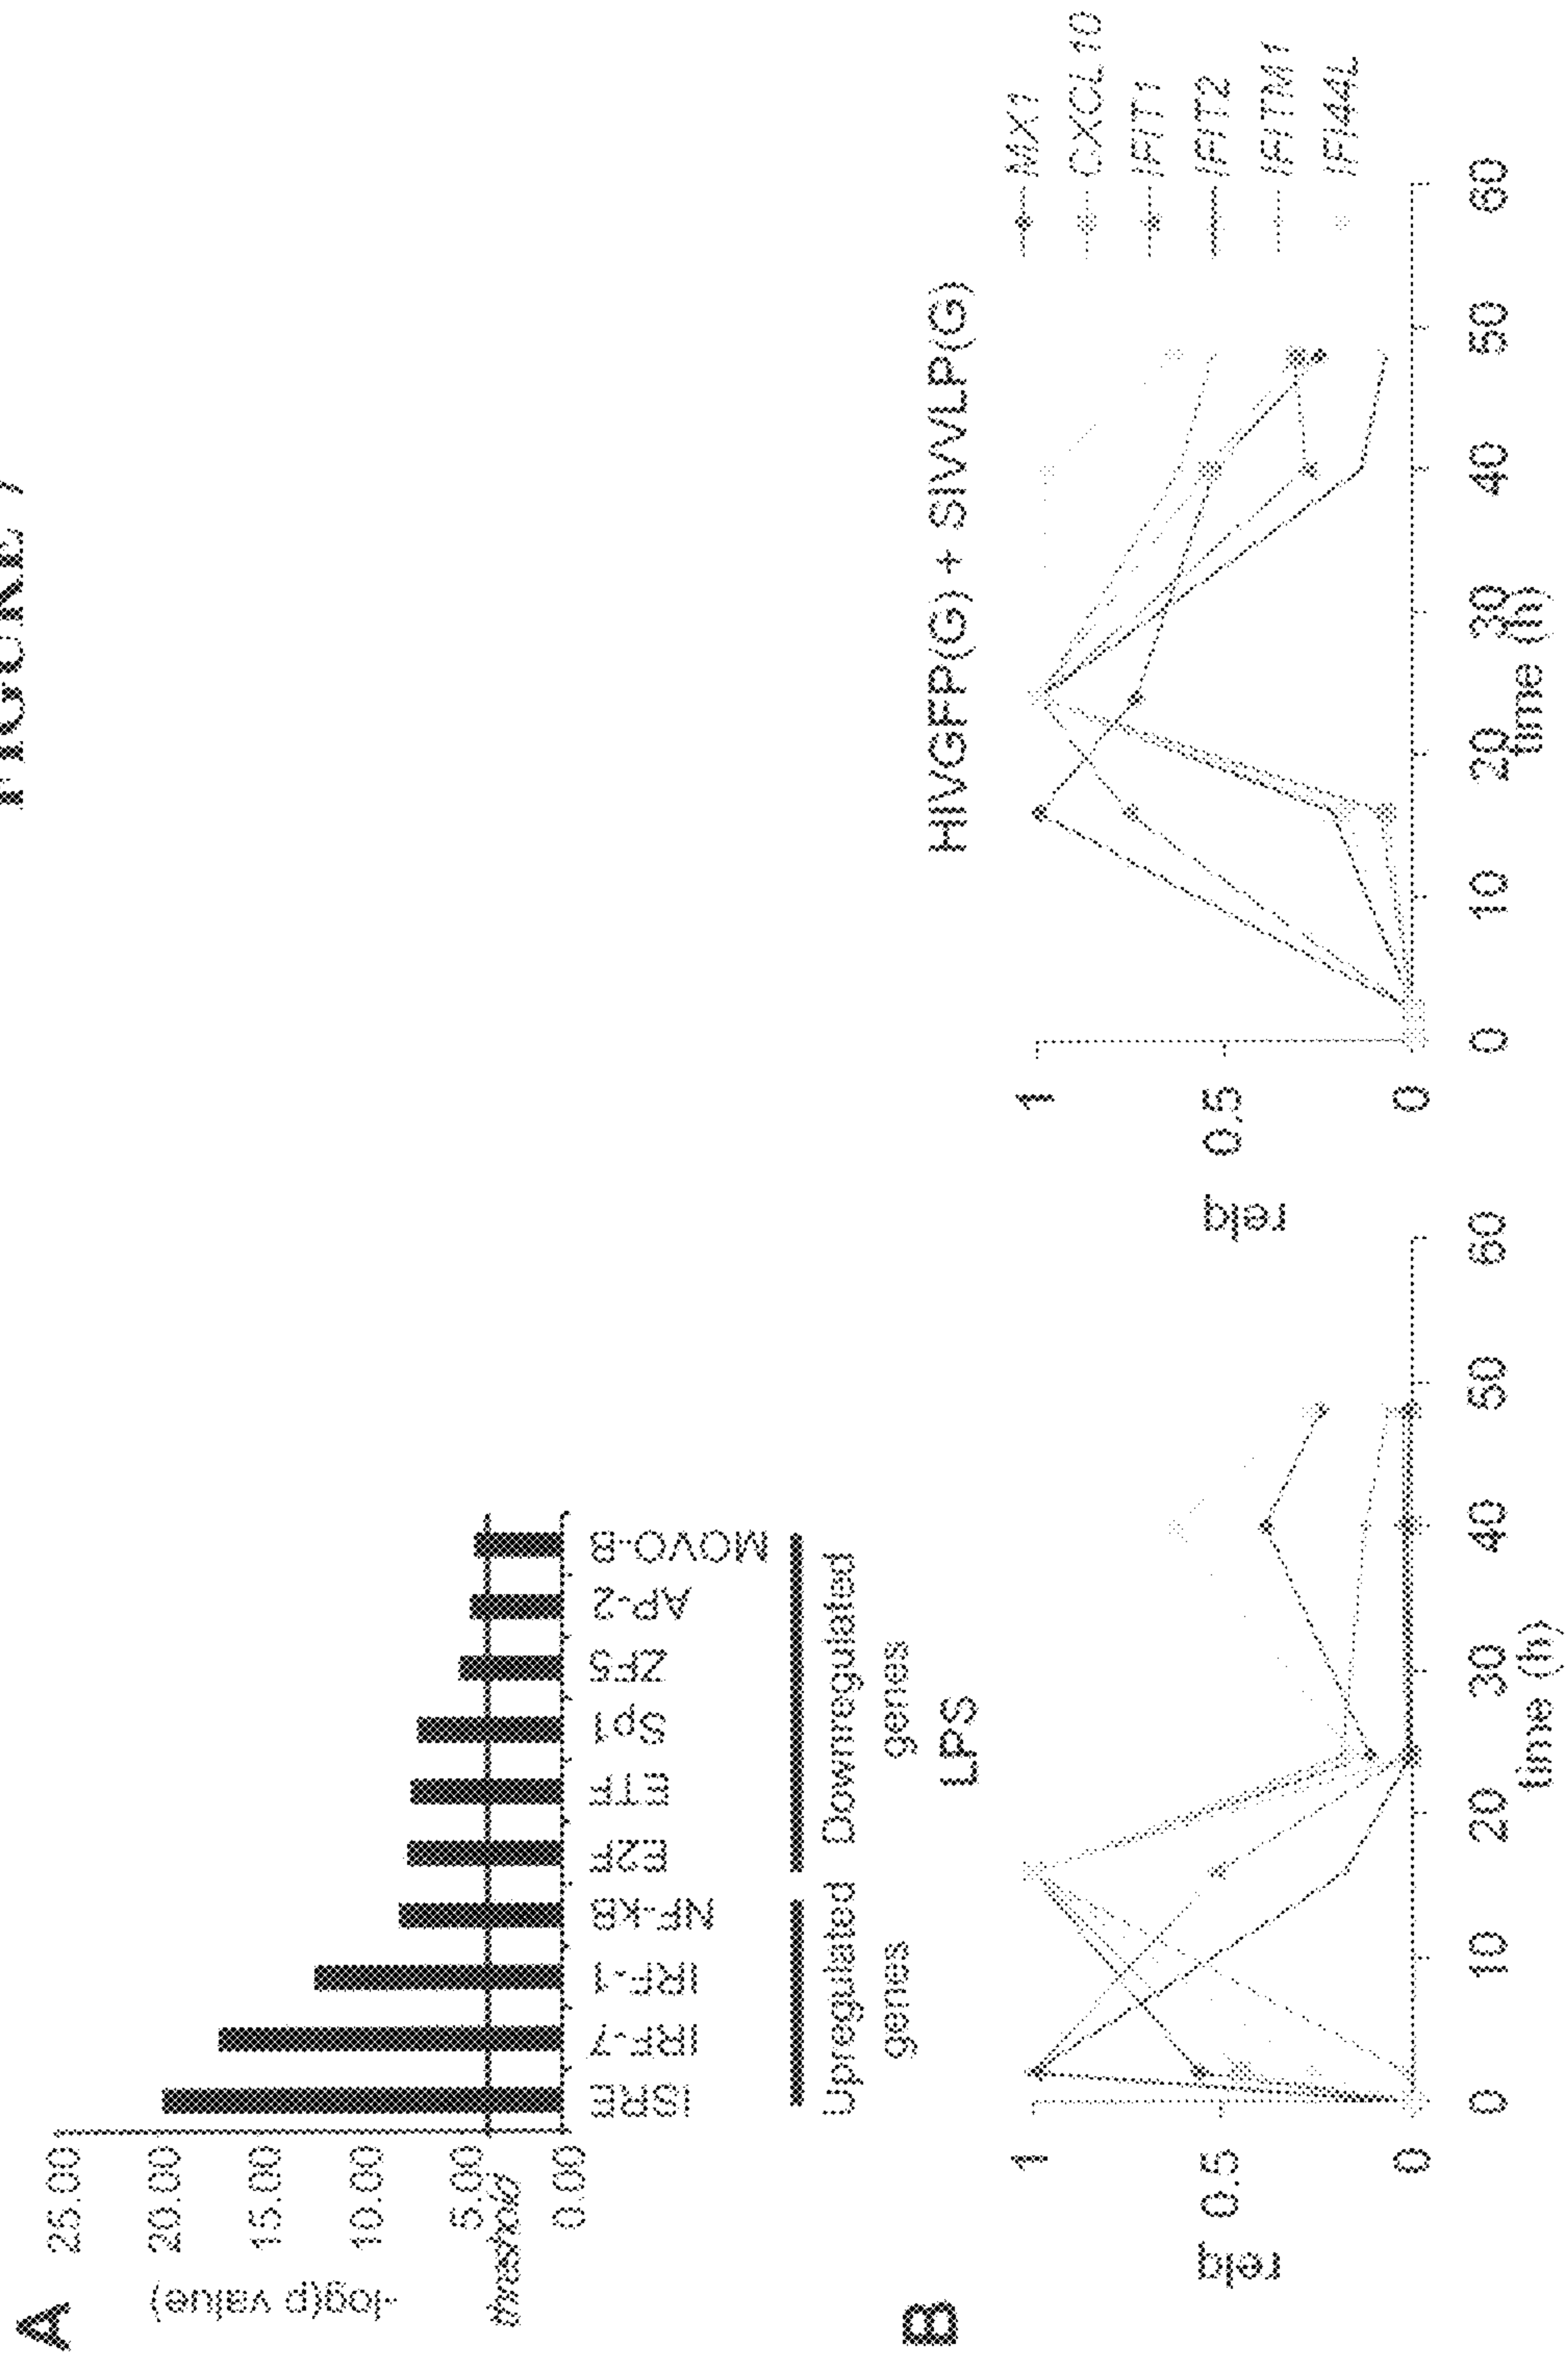 FIGURE 7
A
-log(p value)
25.00
20.00
15.00
10.00
5.00
threshold
0.00
ISRE
IRF-7
IRF-1
NF-kB
E2F
ETF
Sp1
ZF5
AP-2
MOVO-B
Upregulated
genes
Downregulated
genes
B
LPS
relq
1
0.5
0
0
10
20
30
40
50
60
time (h)
HIVGFP(G) + SIVVLP(G)
relq
1
0.5
0
0
10
20
30
40
50
60
time (h)
MX1
CXCL10
IFIT1
IFIT2
IFITM1
IFI44L